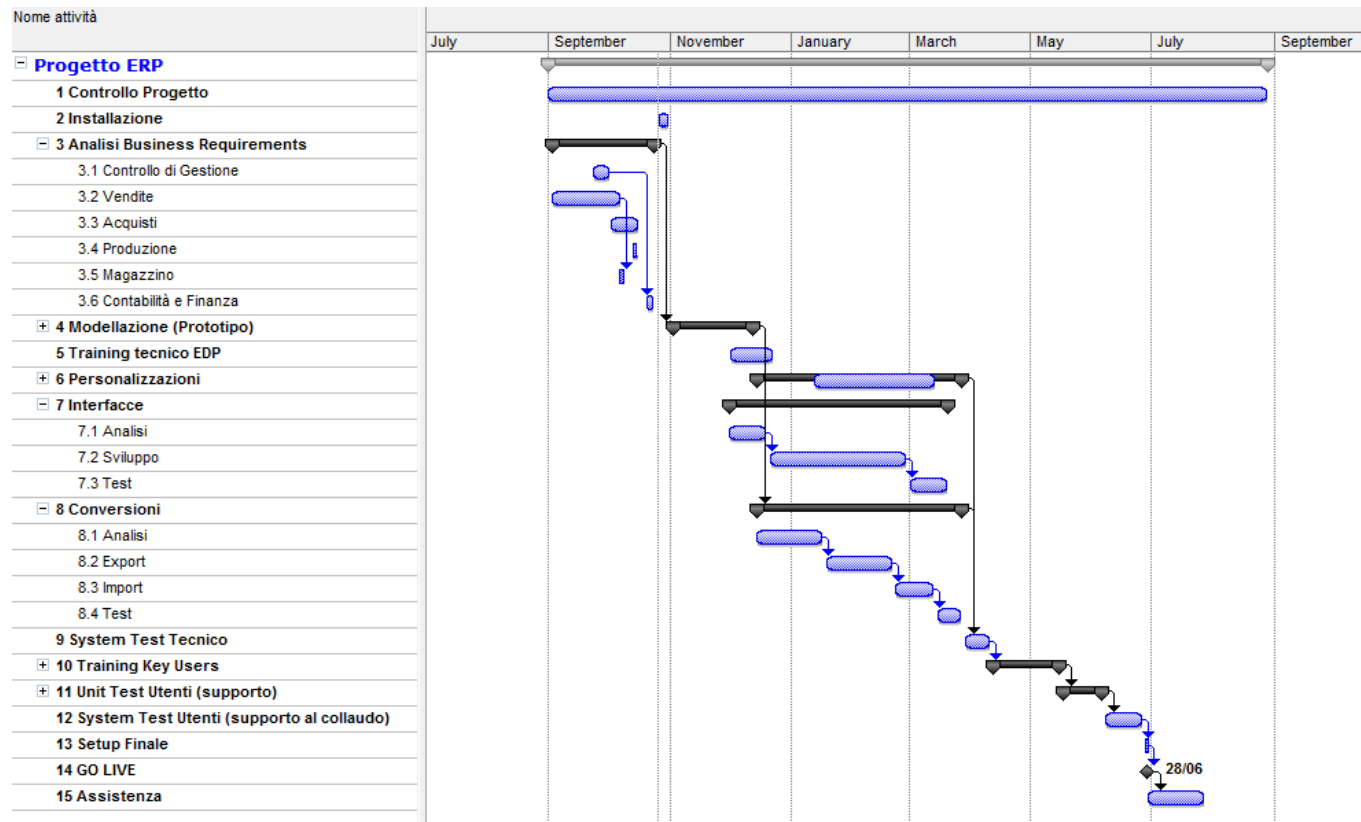 Nome attività
July September November January March May July September
Progetto ERP
1 Controllo Progetto
2 Installazione
3 Analisi Business Requirements
3.1 Controllo di Gestione
3.2 Vendite
3.3 Acquisti
3.4 Produzione
3.5 Magazzino
3.6 Contabilità e Finanza
4 Modellazione (Prototipo)
5 Training tecnico EDP
6 Personalizzazioni
7 Interfacce
7.1 Analisi
7.2 Sviluppo
7.3 Test
8 Conversioni
8.1 Analisi
8.2 Export
8.3 Import
8.4 Test
9 System Test Tecnico
10 Training Key Users
11 Unit Test Utenti (supporto)
12 System Test Utenti (supporto al collaudo)
13 Setup Finale
14 GO LIVE 28/06
15 Assistenza